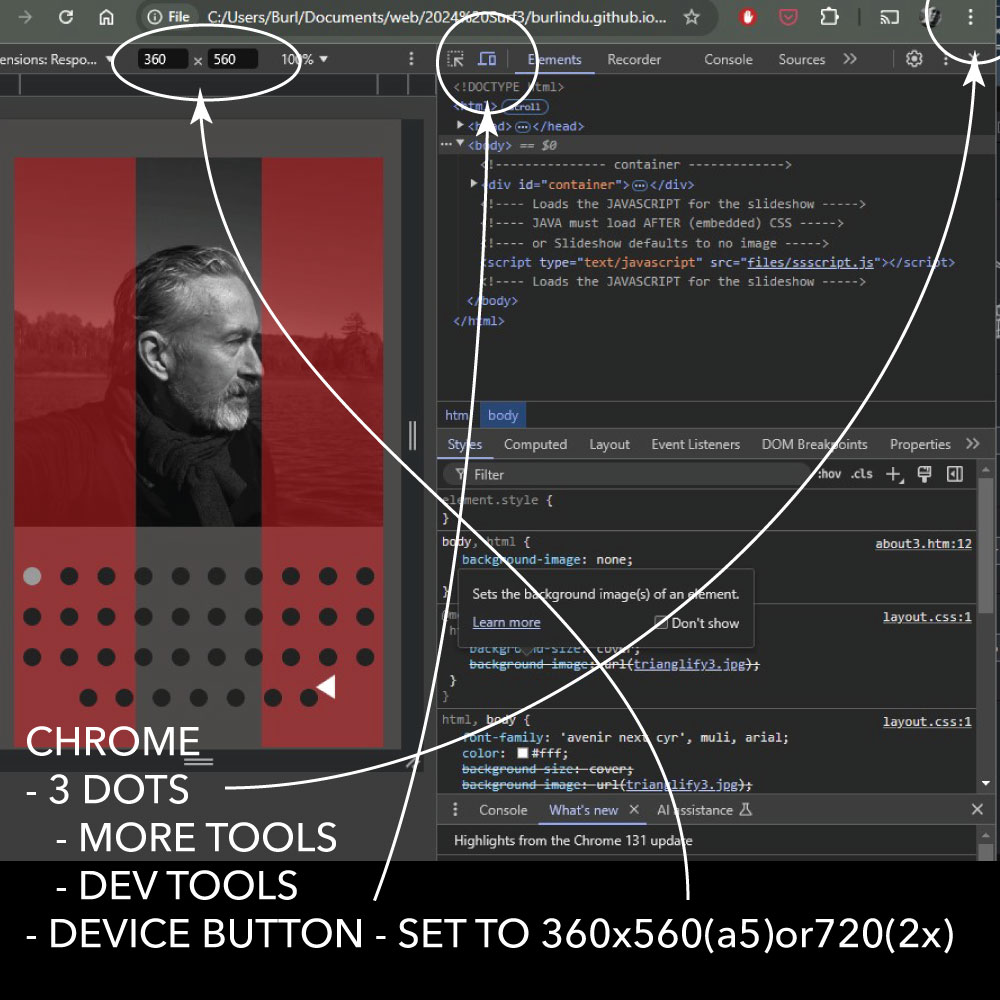 File C:/Users/Burl/Documents/web/2024%20Surf3/burlindu.github.io...
ensions: Respo... 360 × 560 100% Elements Recorder Console Sources
<!DOCTYPE html>
<html> scroll
<head> </head>
<body> == $0
<!--------------- container ------------->
<div id="container"> </div>
<!---- Loads the JAVASCRIPT for the slideshow ----->
<!---- JAVA must load AFTER (embedded) CSS ----->
<!---- or Slideshow defaults to no image ----->
<script type="text/javascript" src="files/ssscript.js"></script>
<!---- Loads the JAVASCRIPT for the slideshow ----->
</body>
</html>
html body
Styles Computed Layout Event Listeners DOM Breakpoints Properties
Filter :hov .cls
element.style {
}
body, html { about3.htm:12
background-image: none;
}
Sets the background image(s) of an element.
Learn more Don't show
layout.css:1
background-size: cover;
background-image: url(trianglify3.jpg);
}
}
html, body { layout.css:1
font-family: 'avenir next cyr', muli, arial;
color: #fff;
background-size: cover;
background-image: url(trianglify3.jpg);
Console What's new AI assistance
Highlights from the Chrome 131 update
CHROME
- 3 DOTS
- MORE TOOLS
- DEV TOOLS
- DEVICE BUTTON - SET TO 360x560(a5)or720(2x)